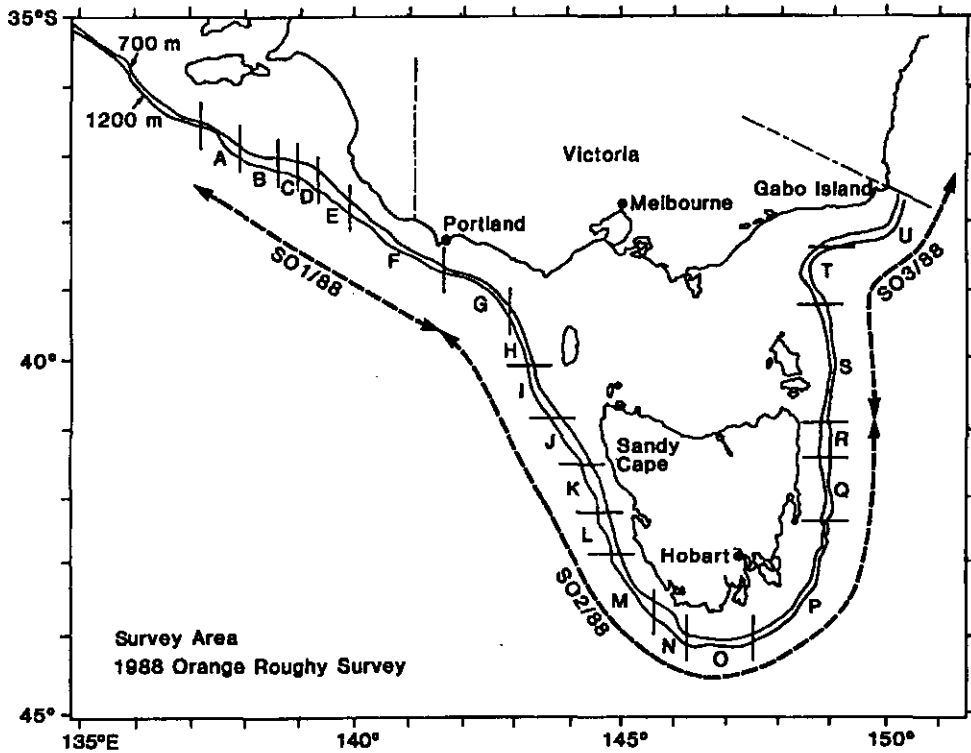 35°S
700 m
1200 m
Victoria
Gabo Island
Melbourne
Portland
A
B
C
D
E
F
G
H
I
J
K
L
M
N
O
P
Q
R
S
T
U
SO1/88
SO2/88
SO3/88
40°
Sandy
Cape
Hobart
Survey Area
1988 Orange Roughy Survey
45°
135°E
140°
145°
150°